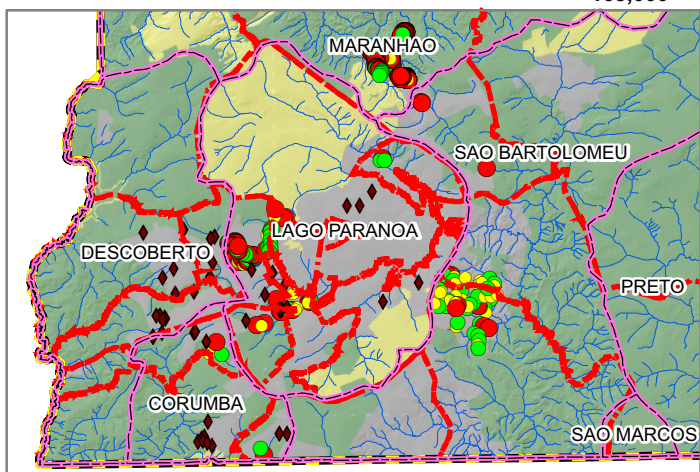 MARANHAO
SAO BARTOLOMEU
LAGO PARANOA
DESCOBERTO
PRETO
CORUMBA
SAO MARCOS